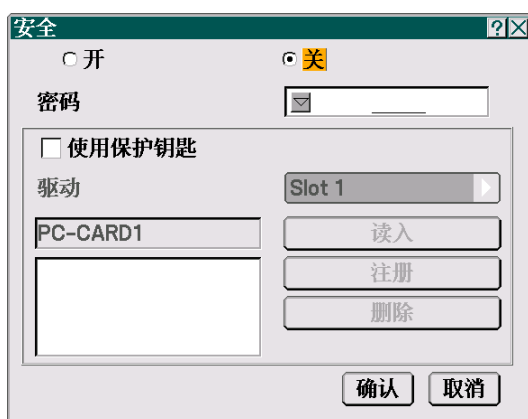 安全
开 关
密码
使用保护钥匙
驱动 Slot 1
PC-CARD1 读入
注册
删除
确认 取消